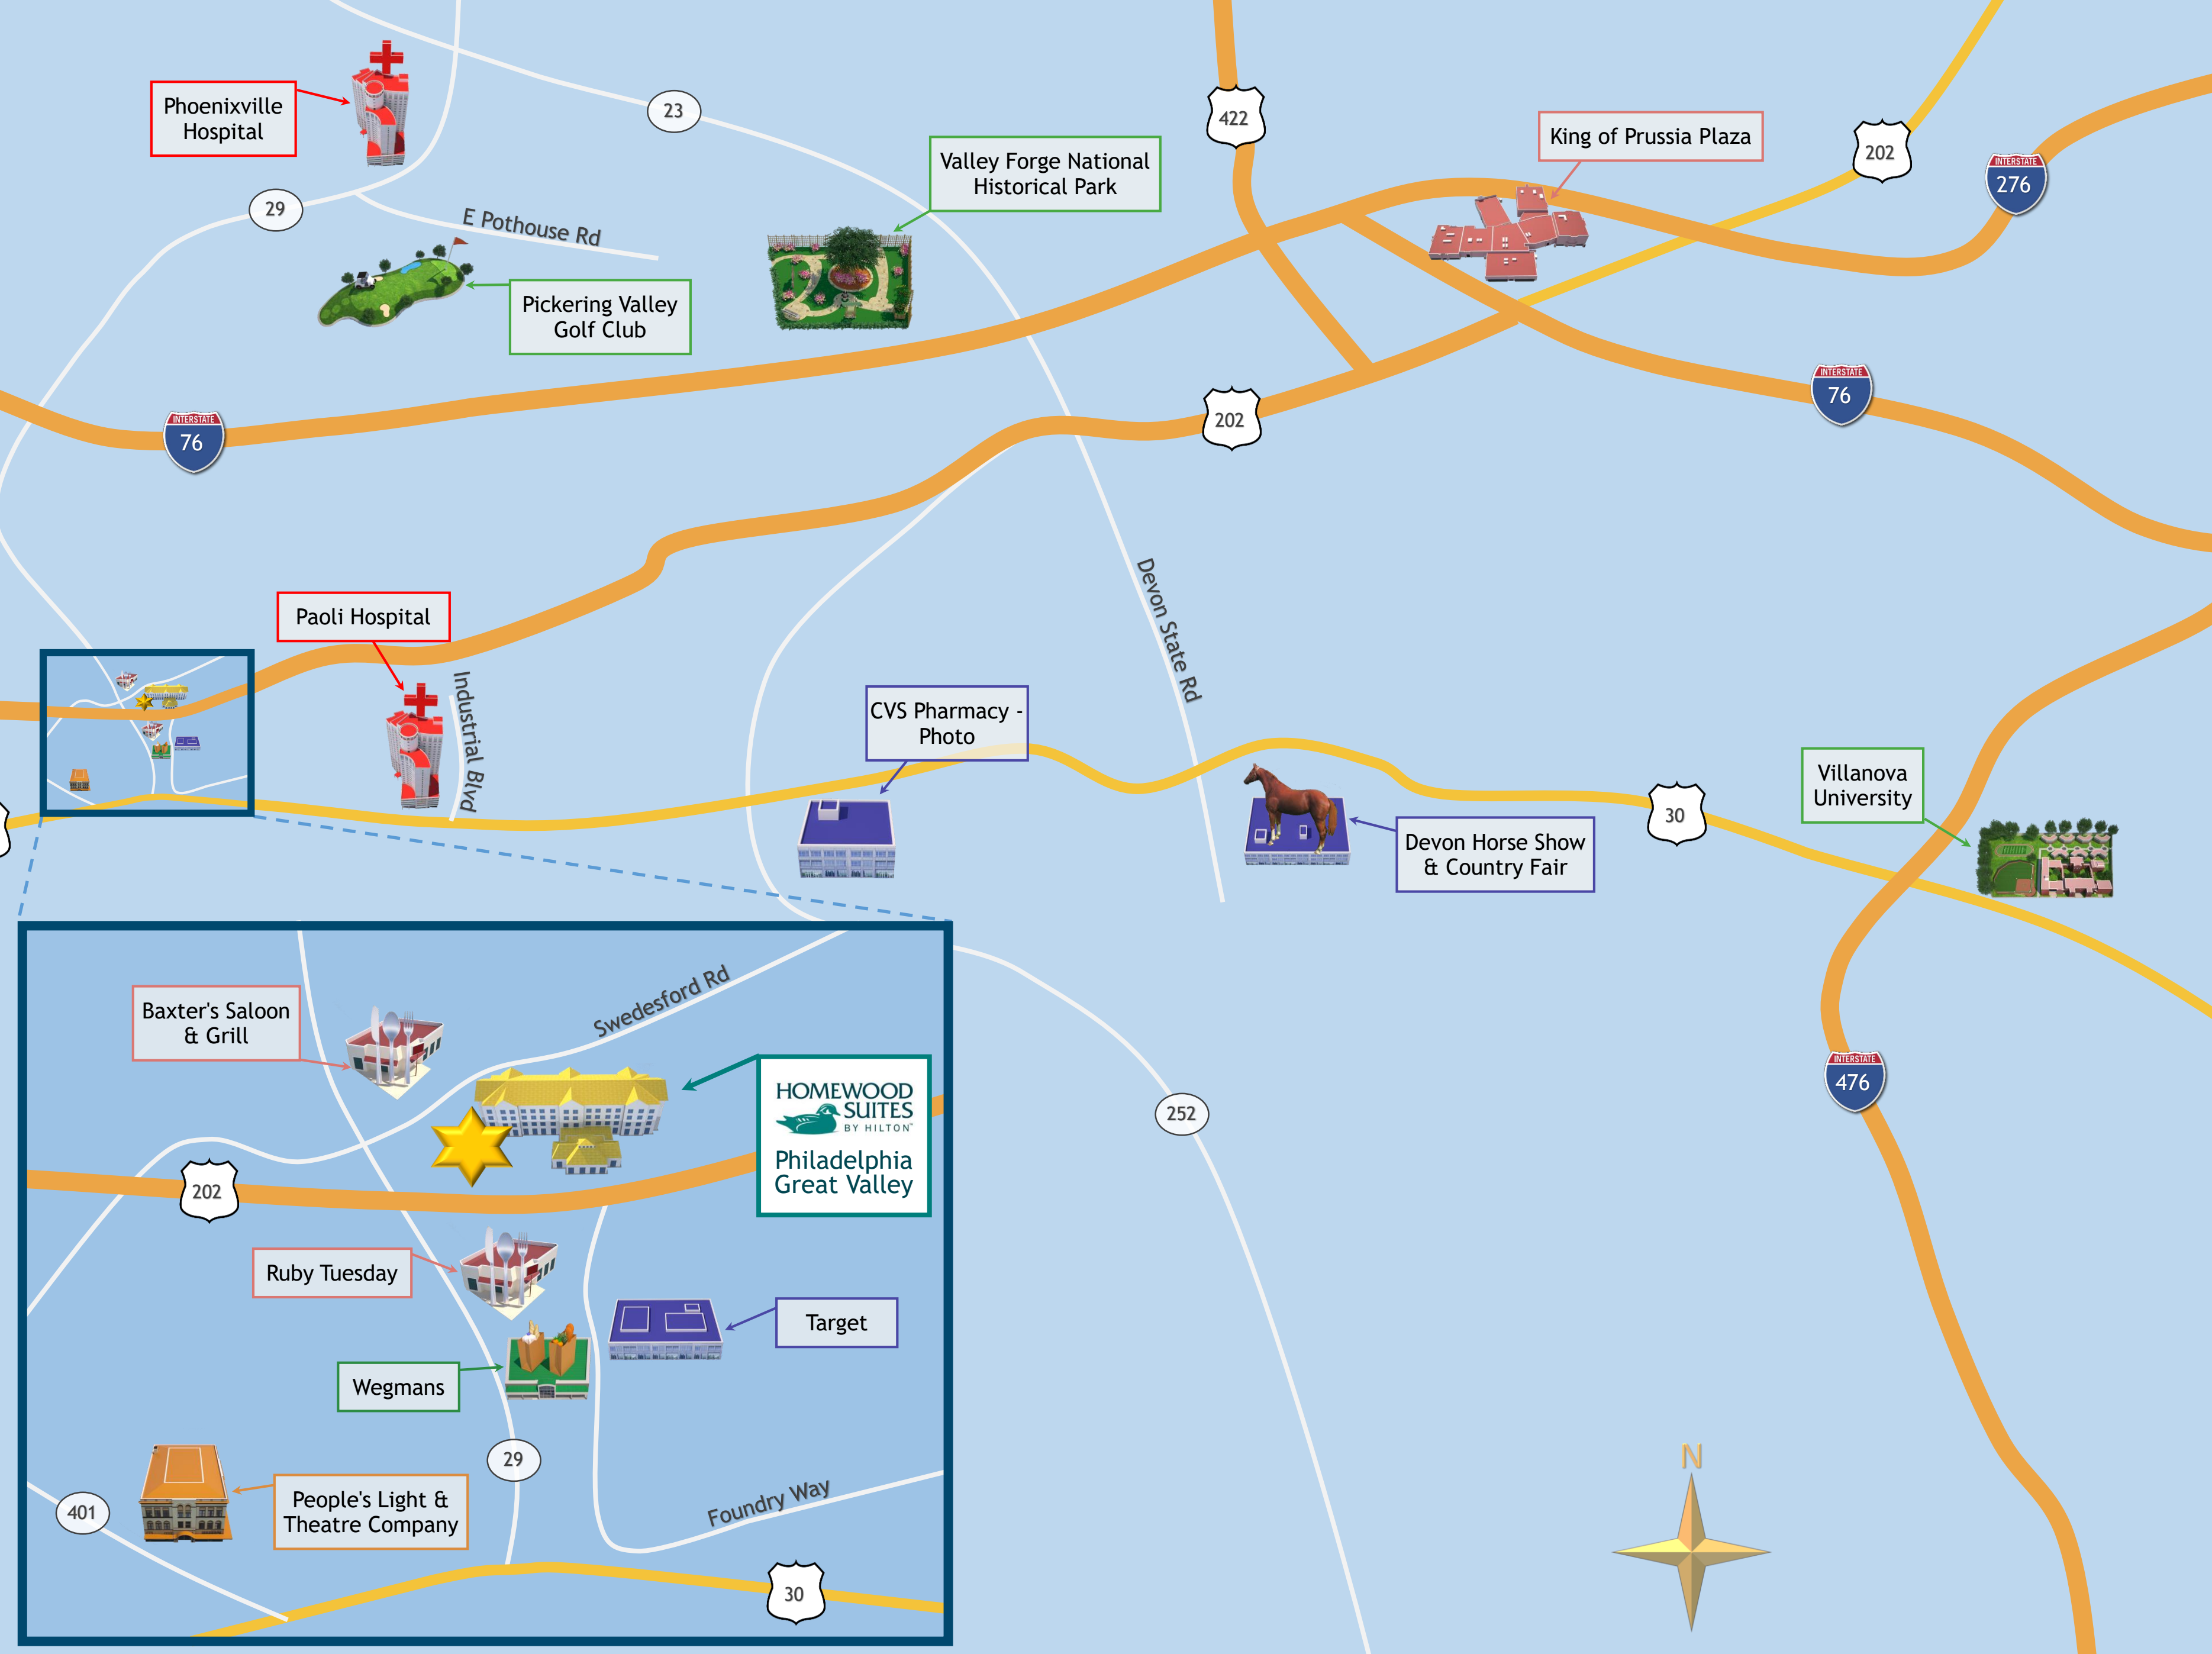 Phoenixville
Hospital
23
422
King of Prussia Plaza
202
INTERSTATE
276
Valley Forge National
Historical Park
29
E Pothouse Rd
Pickering Valley
Golf Club
INTERSTATE
76
202
INTERSTATE
76
Devon State Rd
Paoli Hospital
Industrial Blvd
CVS Pharmacy -
Photo
Devon Horse Show
& Country Fair
30
Villanova
University
Swedesford Rd
Baxter's Saloon
& Grill
HOMEWOOD
SUITES
BY HILTON™
Philadelphia
Great Valley
202
252
INTERSTATE
476
Ruby Tuesday
Target
Wegmans
29
401
People's Light &
Theatre Company
Foundry Way
30
N